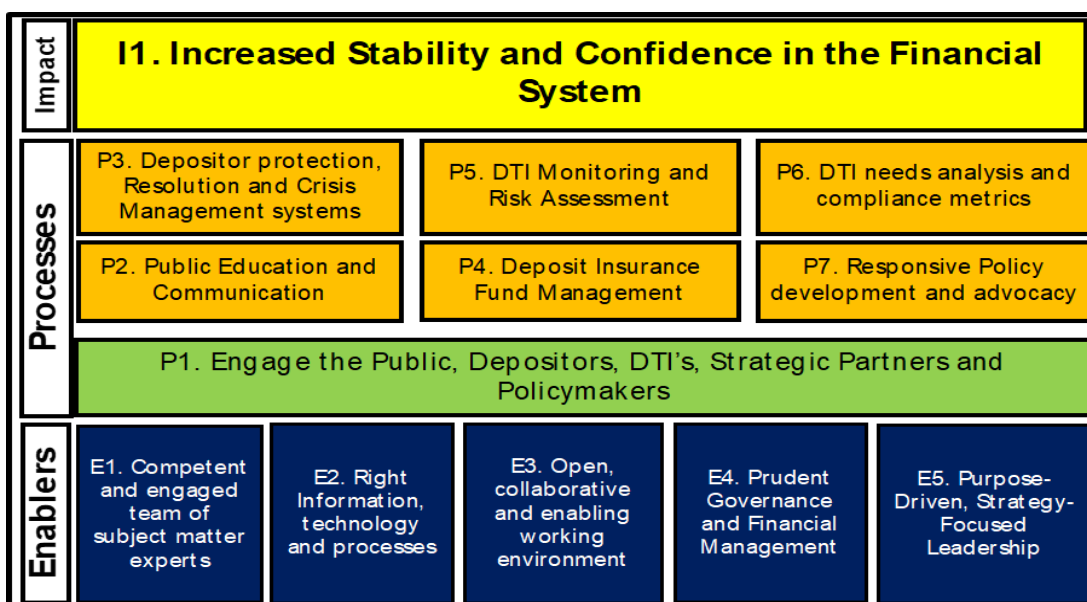 Impact
I1. Increased Stability and Confidence in the Financial
System
Processes
P3. Depositor protection,
Resolution and Crisis
Management systems
P5. DTI Monitoring and
Risk Assessment
P6. DTI needs analysis and
compliance metrics
P2. Public Education and
Communication
P4. Deposit Insurance
Fund Management
P7. Responsive Policy
development and advocacy
P1. Engage the Public, Depositors, DTI's, Strategic Partners and
Policymakers
Enablers
E1. Competent
and engaged
team of
subject matter
experts
E2. Right
Information,
technology
and processes
E3. Open,
collaborative
and enabling
working
environment
E4. Prudent
Governance
and Financial
Management
E5. Purpose-
Driven, Strategy-
Focused
Leadership